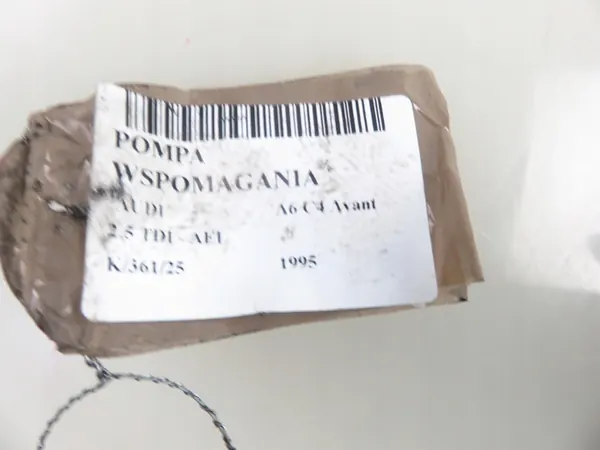 POMPA
WSPOMAGANIA
AUDI A6 C4 Avant
2.5 TDI - AEL
K/361/25 1995